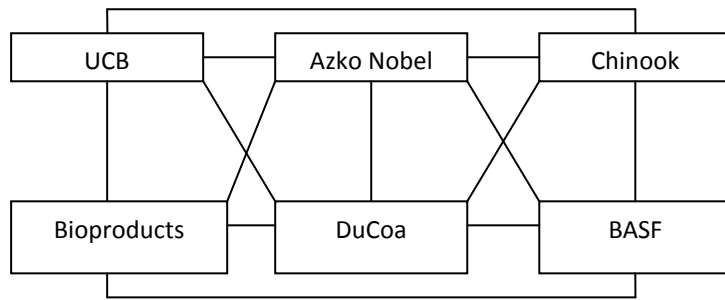 UCB
Azko Nobel
Chinook
Bioproducts
DuCoa
BASF